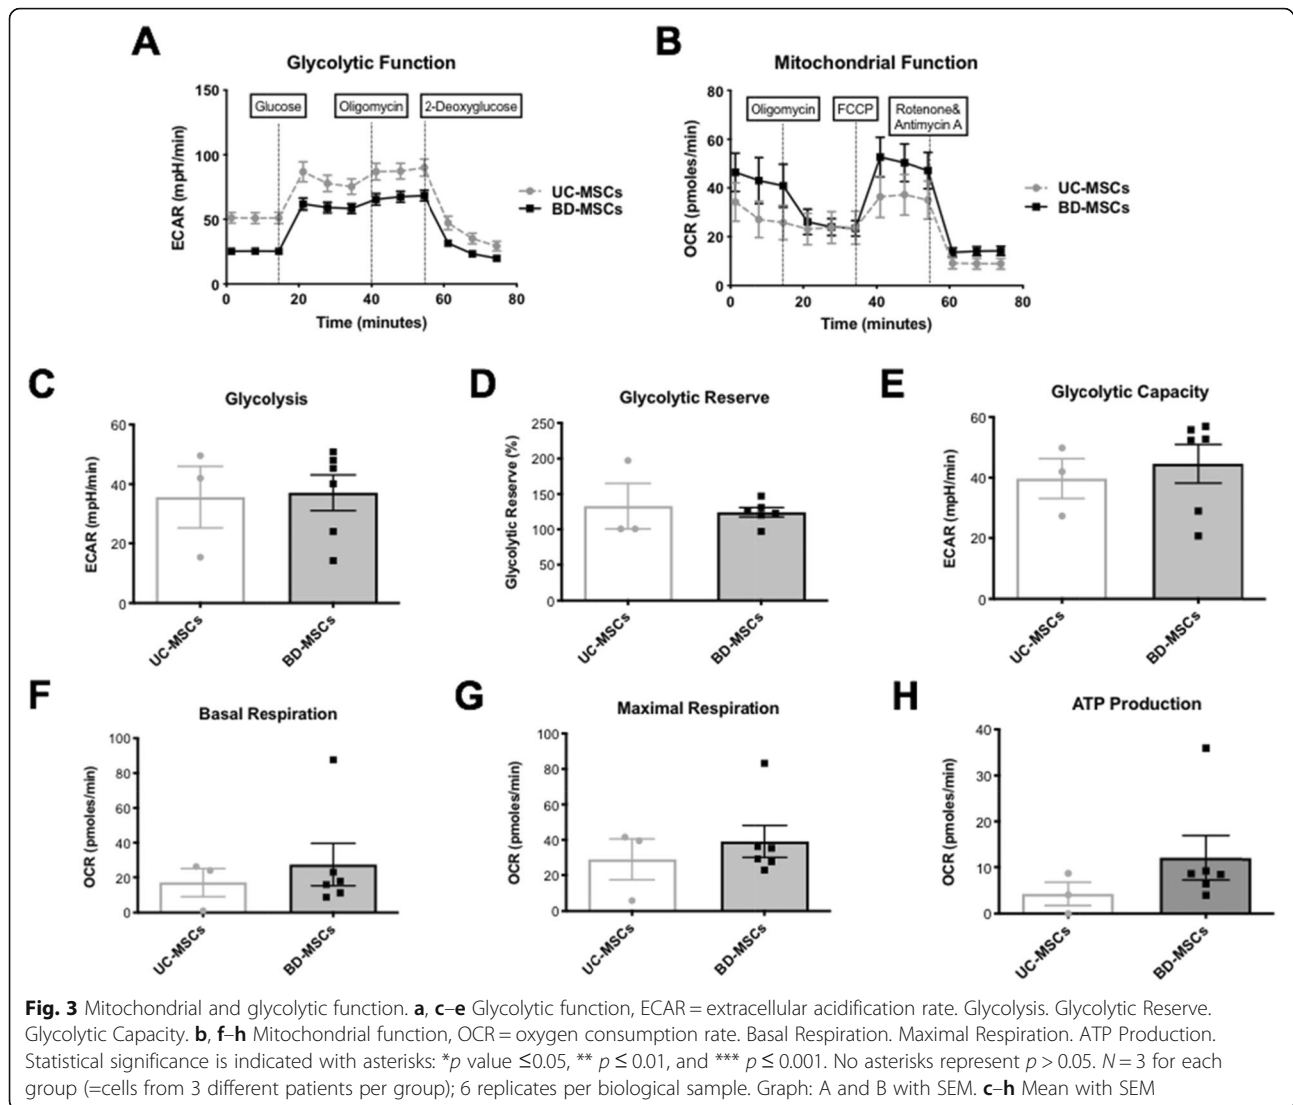 A
Glycolytic Function
150
100
50
0
ECAR (mpH/min)
Glucose
Oligomycin
2-Deoxyglucose
UC-MSCs
BD-MSCs
0 20 40 60 80
Time (minutes)
B
Mitochondrial Function
80
60
40
20
0
OCR (pmoles/min)
Oligomycin
FCCP
Rotenone&
Antimycin A
UC-MSCs
BD-MSCs
0 20 40 60 80
Time (minutes)
C
Glycolysis
60
40
20
0
ECAR (mpH/min)
UC-MSCs
BD-MSCs
D
Glycolytic Reserve
250
200
150
100
50
0
Glycolytic Reserve (%)
UC-MSCs
BD-MSCs
E
Glycolytic Capacity
60
40
20
0
ECAR (mpH/min)
UC-MSCs
BD-MSCs
F
Basal Respiration
100
80
60
40
20
0
OCR (pmoles/min)
UC-MSCs
BD-MSCs
G
Maximal Respiration
100
80
60
40
20
0
OCR (pmoles/min)
UC-MSCs
BD-MSCs
H
ATP Production
40
30
20
10
0
OCR (pmoles/min)
UC-MSCs
BD-MSCs
Fig. 3 Mitochondrial and glycolytic function. a, c–e Glycolytic function, ECAR = extracellular acidification rate. Glycolysis. Glycolytic Reserve.
Glycolytic Capacity. b, f–h Mitochondrial function, OCR = oxygen consumption rate. Basal Respiration. Maximal Respiration. ATP Production.
Statistical significance is indicated with asterisks: *p value ≤0.05, ** p ≤ 0.01, and *** p ≤ 0.001. No asterisks represent p > 0.05. N = 3 for each
group (=cells from 3 different patients per group); 6 replicates per biological sample. Graph: A and B with SEM. c–h Mean with SEM